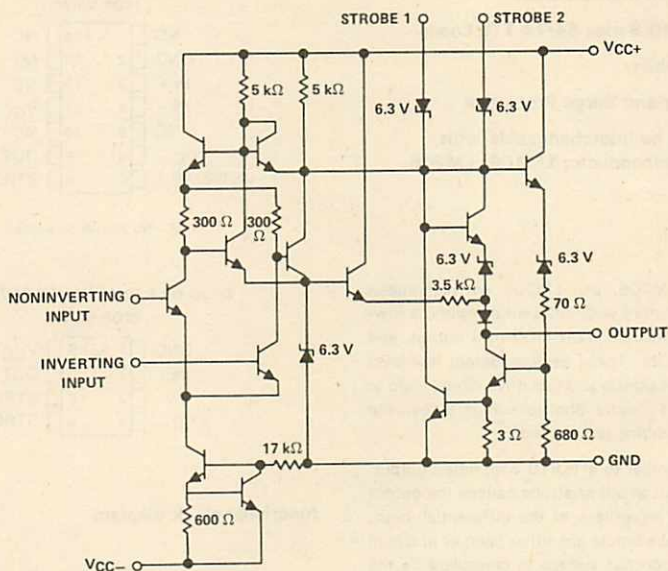 STROBE 1
STROBE 2
VCC+
5 kΩ
5 kΩ
6.3 V
6.3 V
300 Ω
300 Ω
6.3 V
6.3 V
3.5 kΩ
70 Ω
NONINVERTING
INPUT
OUTPUT
INVERTING
INPUT
6.3 V
17 kΩ
3 Ω
680 Ω
GND
600 Ω
VCC−